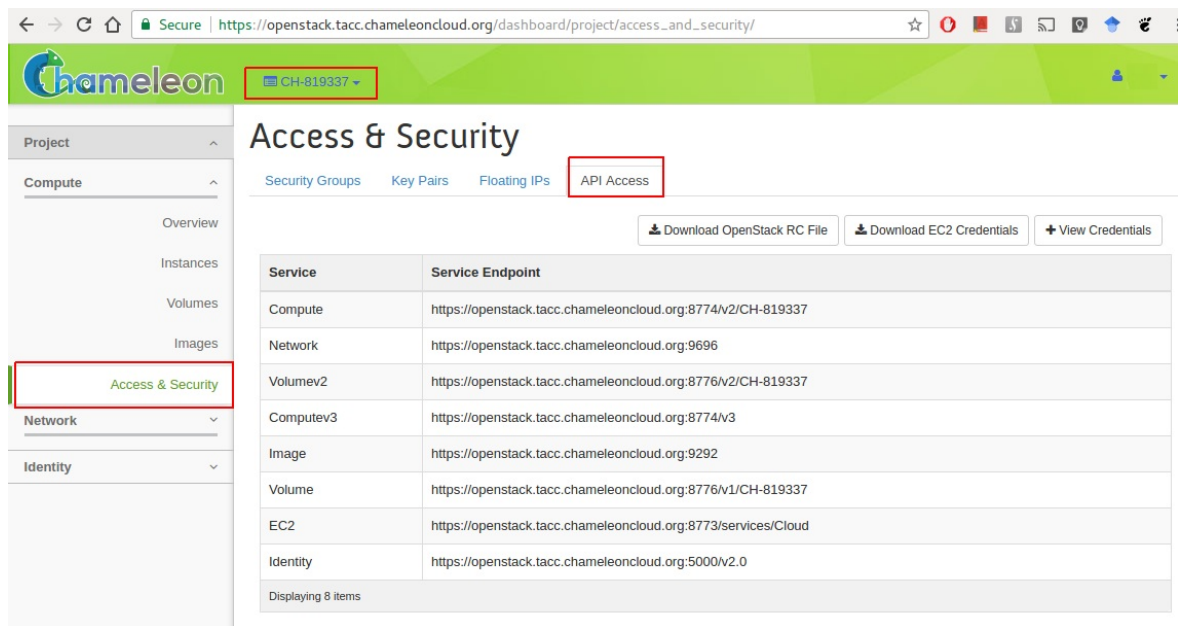 Secure | https://openstack.tacc.chameleoncloud.org/dashboard/project/access_and_security/
Chameleon
CH-819337
Project
Compute
Overview
Instances
Volumes
Images
Access & Security
Network
Identity
Access & Security
Security Groups Key Pairs Floating IPs API Access
Download OpenStack RC File Download EC2 Credentials + View Credentials
Service Service Endpoint
Compute https://openstack.tacc.chameleoncloud.org:8774/v2/CH-819337
Network https://openstack.tacc.chameleoncloud.org:9696
Volumev2 https://openstack.tacc.chameleoncloud.org:8776/v2/CH-819337
Computev3 https://openstack.tacc.chameleoncloud.org:8774/v3
Image https://openstack.tacc.chameleoncloud.org:9292
Volume https://openstack.tacc.chameleoncloud.org:8776/v1/CH-819337
EC2 https://openstack.tacc.chameleoncloud.org:8773/services/Cloud
Identity https://openstack.tacc.chameleoncloud.org:5000/v2.0
Displaying 8 items